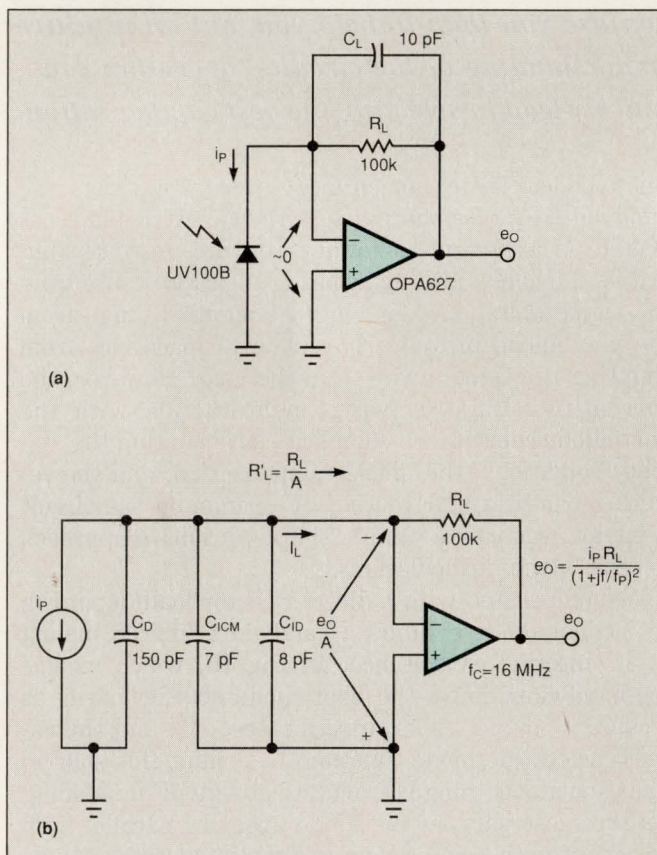 C_L 10 pF
R_L
100k
i_P
e_O
~0
−
+
UV100B
OPA627
(a)
R'_L = R_L/A
I_L
R_L
100k
e_O = i_P R_L/(1+jf/f_P)²
i_P
C_D
150 pF
C_ICM
7 pF
C_ID
8 pF
e_O/A
−
+
−
+
e_O
f_C=16 MHz
(b)